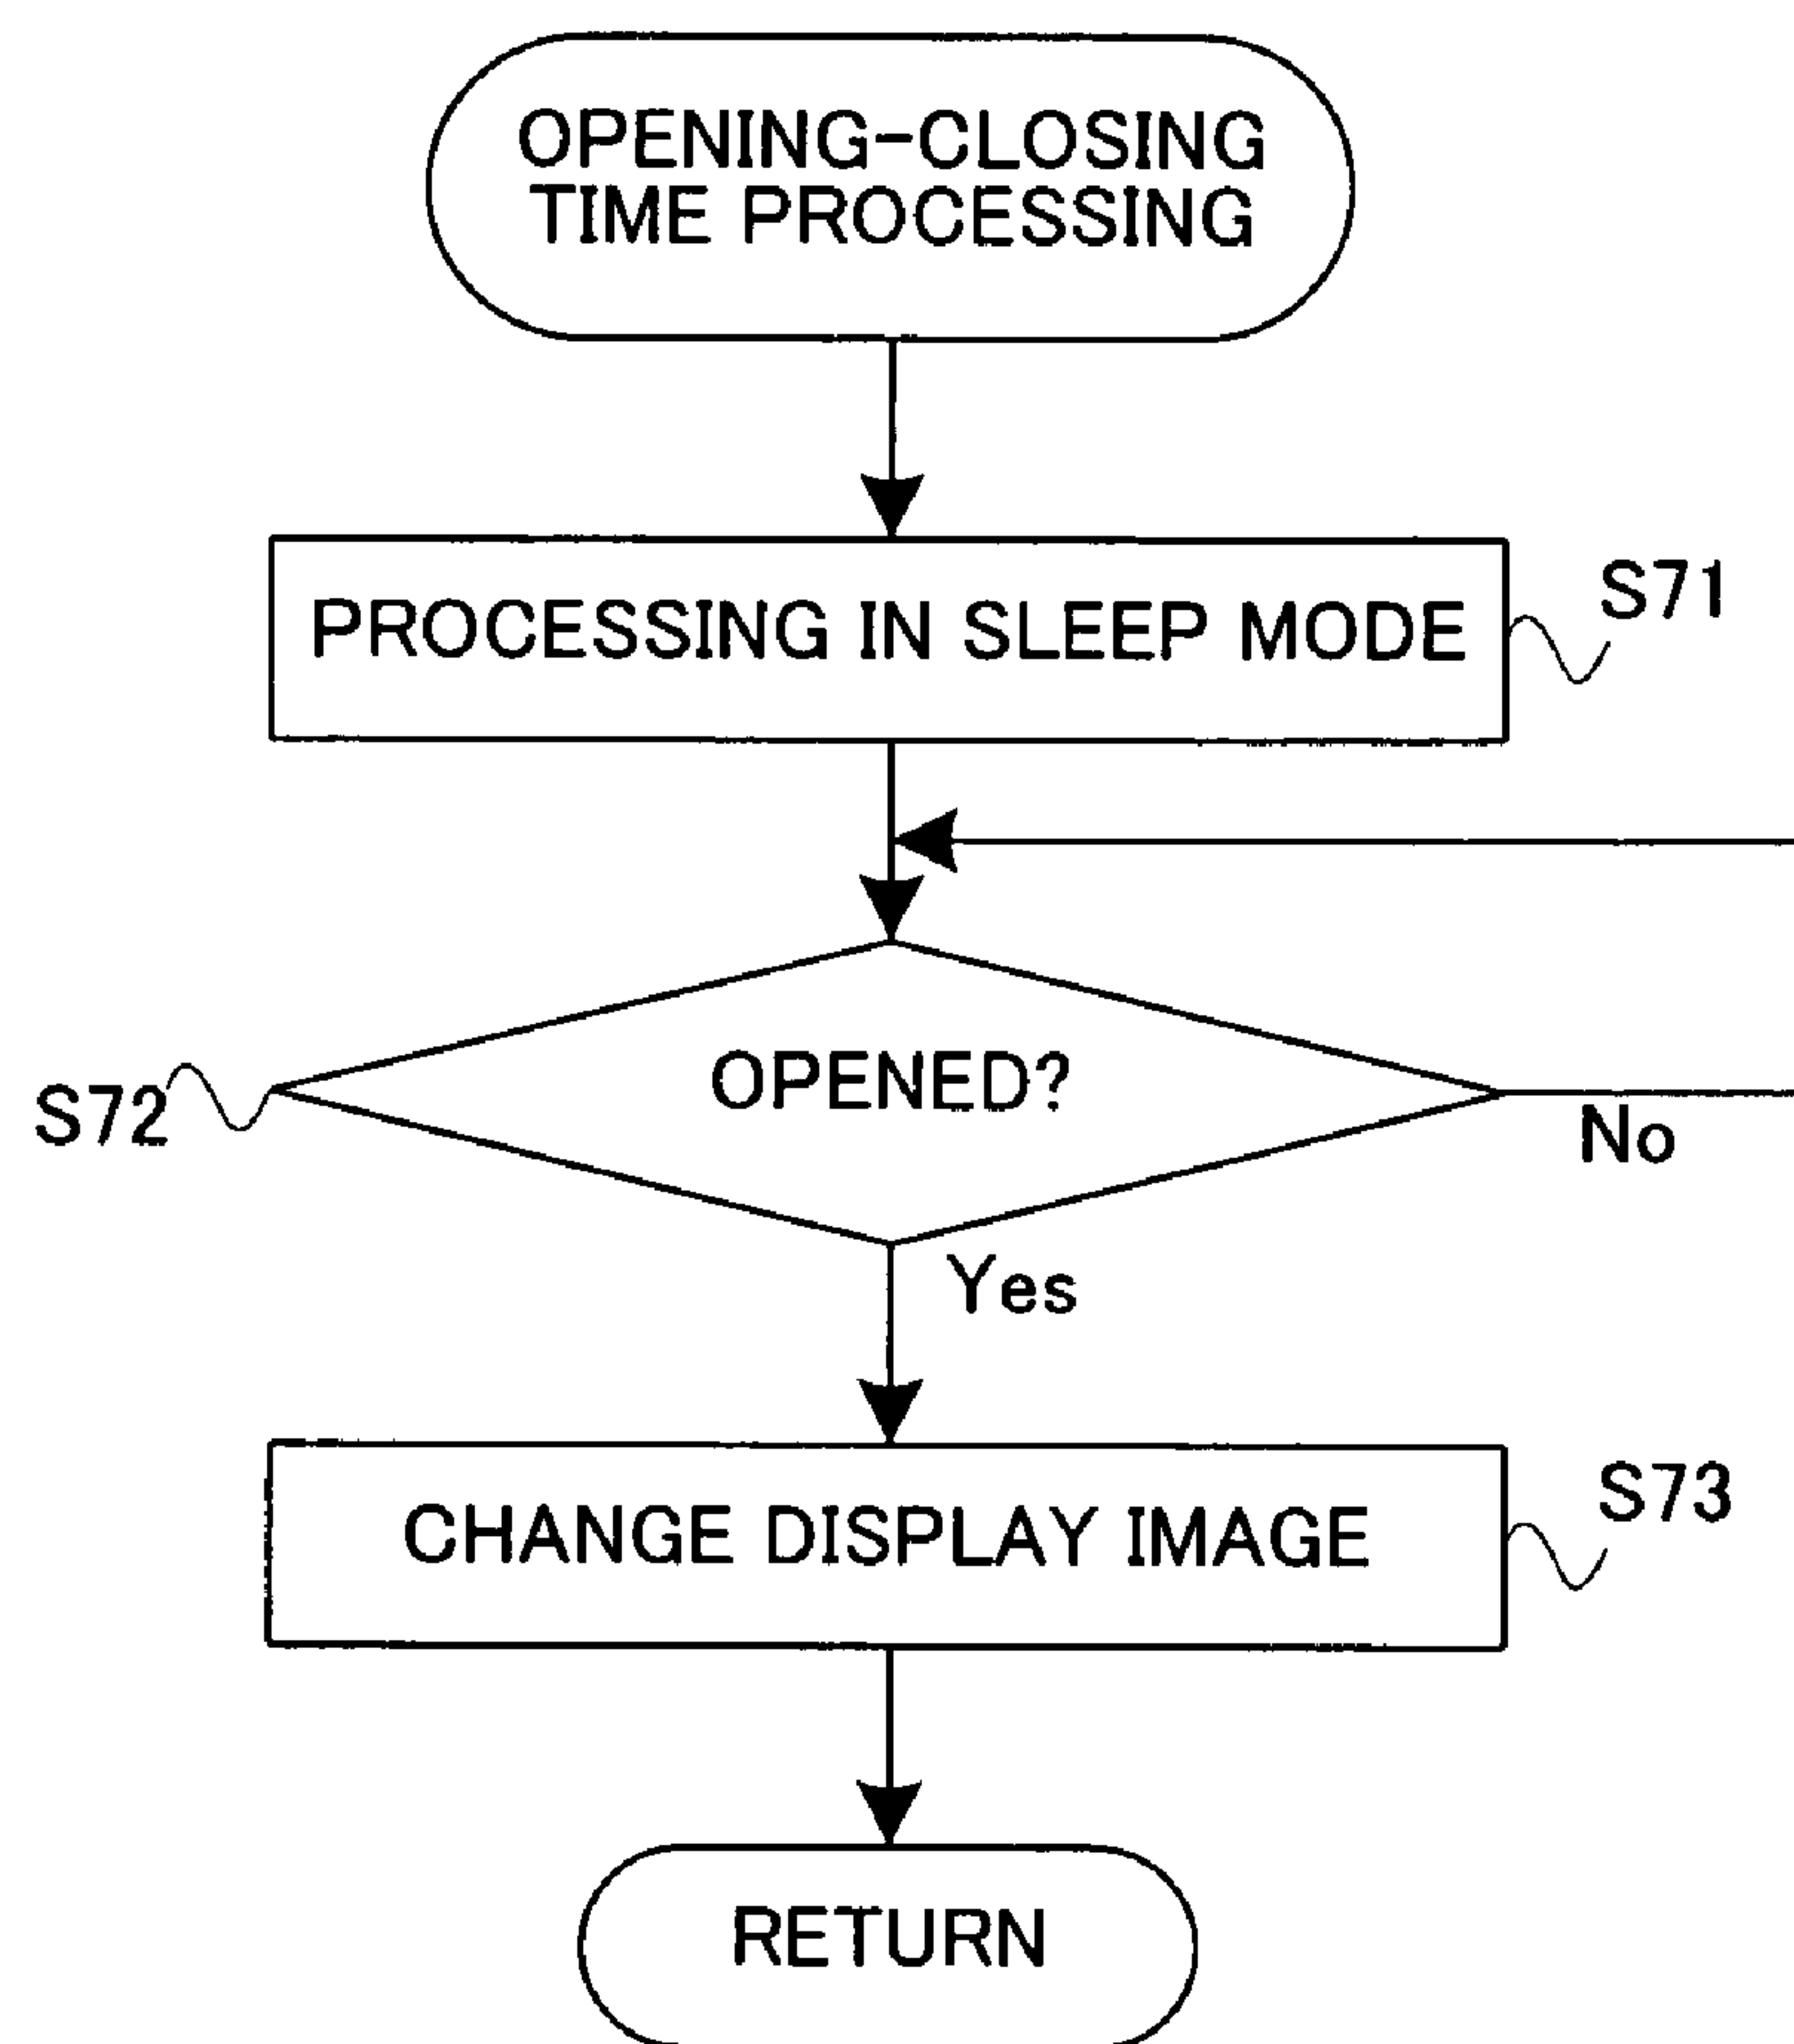 OPENING-CLOSING
TIME PROCESSING
PROCESSING IN SLEEP MODE
S71
OPENED?
S72
No
Yes
CHANGE DISPLAY IMAGE
S73
RETURN